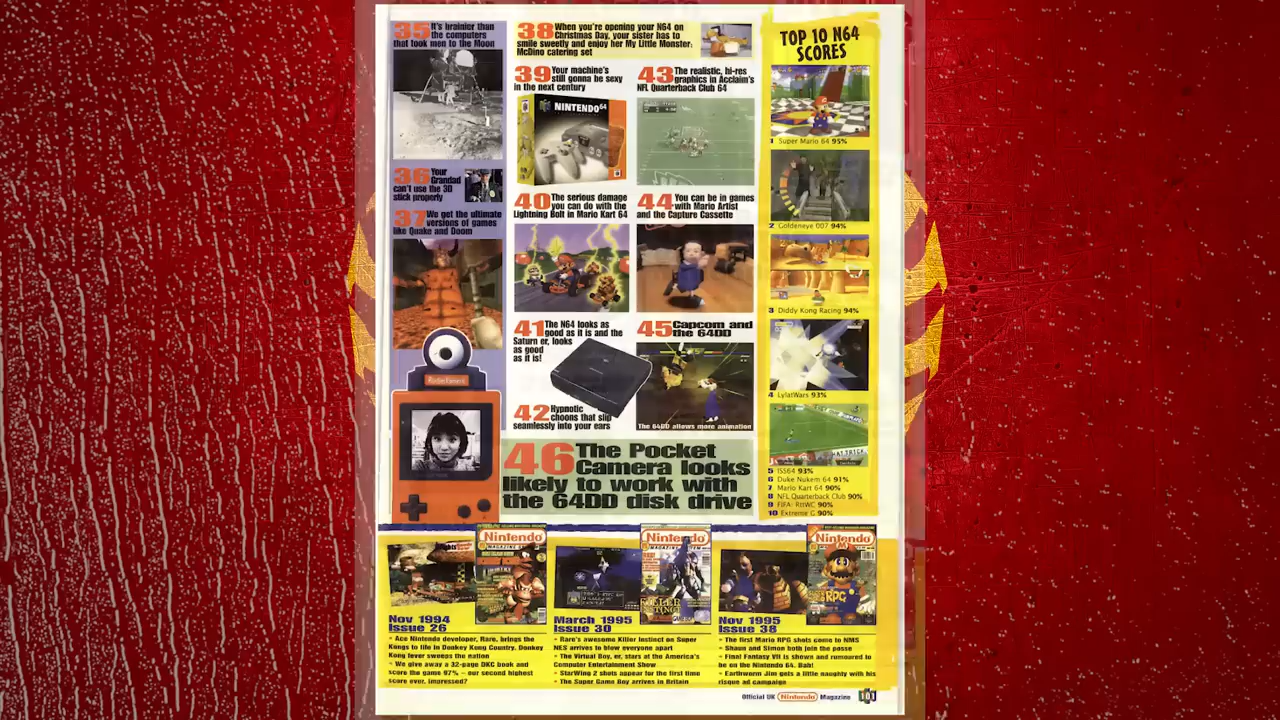 35 It's brainier than
the computers
that took men to the Moon
36 Your
Grandad
can't use the 3D
stick properly
37 We get the ultimate
versions of games
like Quake and Doom
38 When you're opening your N64 on
Christmas Day, your sister has to
smile sweetly and enjoy her My Little Monster:
McDino catering set
39 Your machine's
still gonna be sexy
in the next century
NINTENDO64
40 The serious damage
you can do with the
Lightning Bolt in Mario Kart 64
41 The N64 looks as
good as it is and the
Saturn er, looks
as good
as it is!
42 Hypnotic
choons that slip
seamlessly into your ears
43 The realistic, hi-res
graphics in Acclaim's
NFL Quarterback Club 64
44 You can be in games
with Mario Artist
and the Capture Cassette
45 Capcom and
the 64DD
The 64DD allows more animation
46 The Pocket
Camera looks
likely to work with
the 64DD disk drive
TOP 10 N64
SCORES
1 Super Mario 64 95%
2 Goldeneye 007 94%
3 Diddy Kong Racing 94%
4 LylatWars 93%
HAT TRICK
5 ISS64 93%
6 Duke Nukem 64 91%
7 Mario Kart 64 90%
8 NFL Quarterback Club 90%
9 FIFA: RttWC 90%
10 Extreme G 90%
Nintendo
Nov 1994
Issue 26
- Ace Nintendo developer, Rare, brings the
Kongs to life in Donkey Kong Country. Donkey
Kong fever sweeps the nation
- We give away a 32-page DKC book and
score the game 97% – our second highest
score ever. Impressed?
Nintendo
MAGAZINE SYSTEM
KILLER
INSTINCT
March 1995
Issue 30
- Rare's awesome Killer Instinct on Super
NES arrives to blow everyone apart
- The Virtual Boy, er, stars at the America's
Computer Entertainment Show
- StarWing 2 shots appear for the first time
- The Super Game Boy arrives in Britain
Nintendo
RPG
Nov 1995
Issue 38
- The first Mario RPG shots come to NMS
- Shaun and Simon both join the posse
- Final Fantasy VII is shown and rumoured to
be on the Nintendo 64. Bah!
- Earthworm Jim gets a little naughty with his
risqué ad campaign
Official UK Nintendo Magazine 101